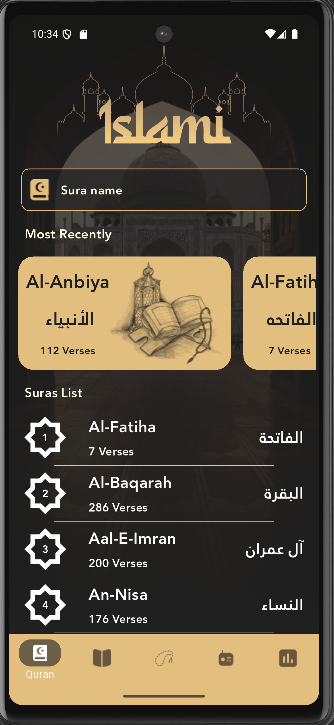 10:34
Islami
Sura name
Most Recently
Al-Anbiya
الأنبياء
112 Verses
Al-Fatih
الفاتحه
7 Verses
Suras List
1
Al-Fatiha
7 Verses
الفاتحة
2
Al-Baqarah
286 Verses
البقرة
3
Aal-E-Imran
200 Verses
آل عمران
4
An-Nisa
176 Verses
النساء
Quran